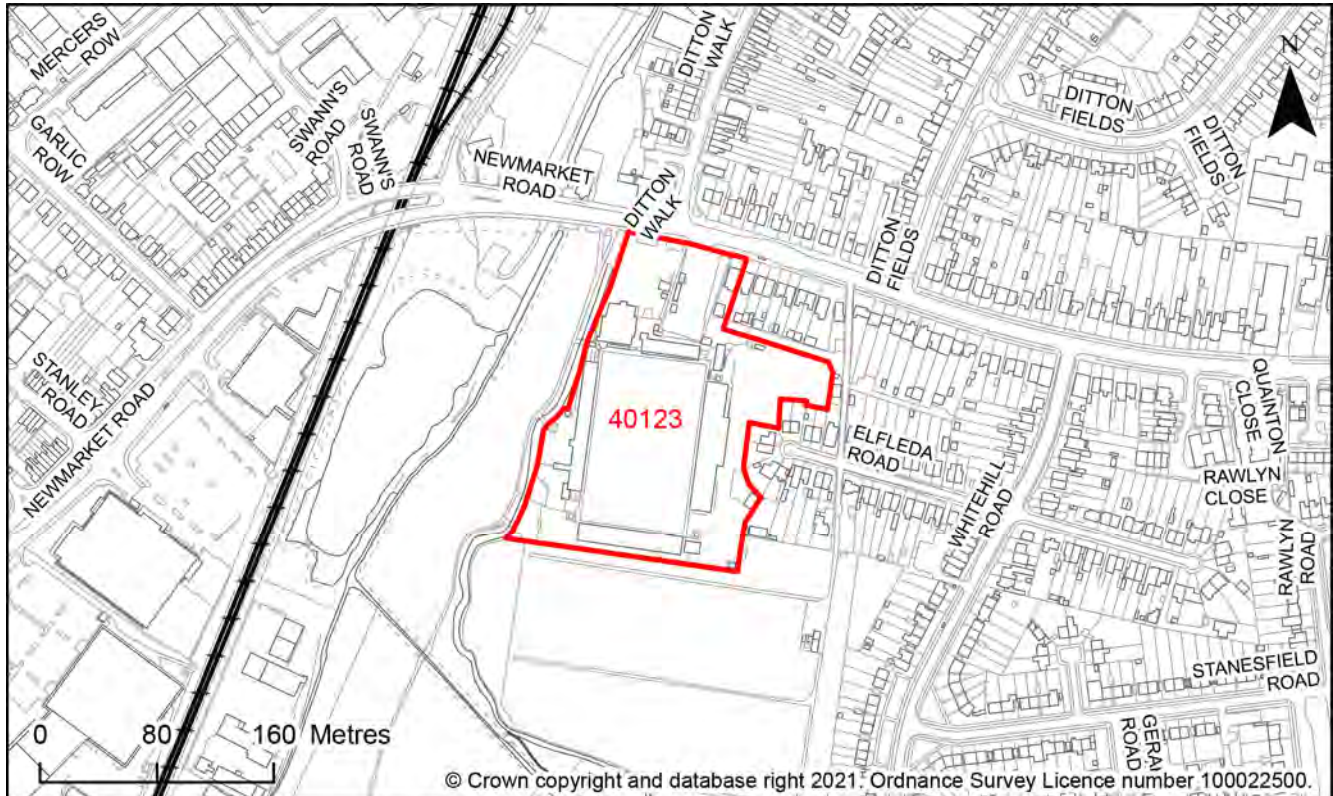 MERCERS
ROW
GARLIC
ROW
SWANN'S
ROAD
SWANN'S
ROAD
NEWMARKET
ROAD
DITTON
WALK
DITTON
WALK
DITTON
FIELDS
DITTON
FIELDS
DITTON
FIELDS
N
STANLEY
ROAD
NEWMARKET ROAD
40123
ELFLEDA
ROAD
WHITEHILL
ROAD
QUAINTON
CLOSE
RAWLYN
CLOSE
RAWLYN
ROAD
STANESFIELD
ROAD
GERAL
ROAD
0 80 160 Metres
© Crown copyright and database right 2021. Ordnance Survey Licence number 100022500.